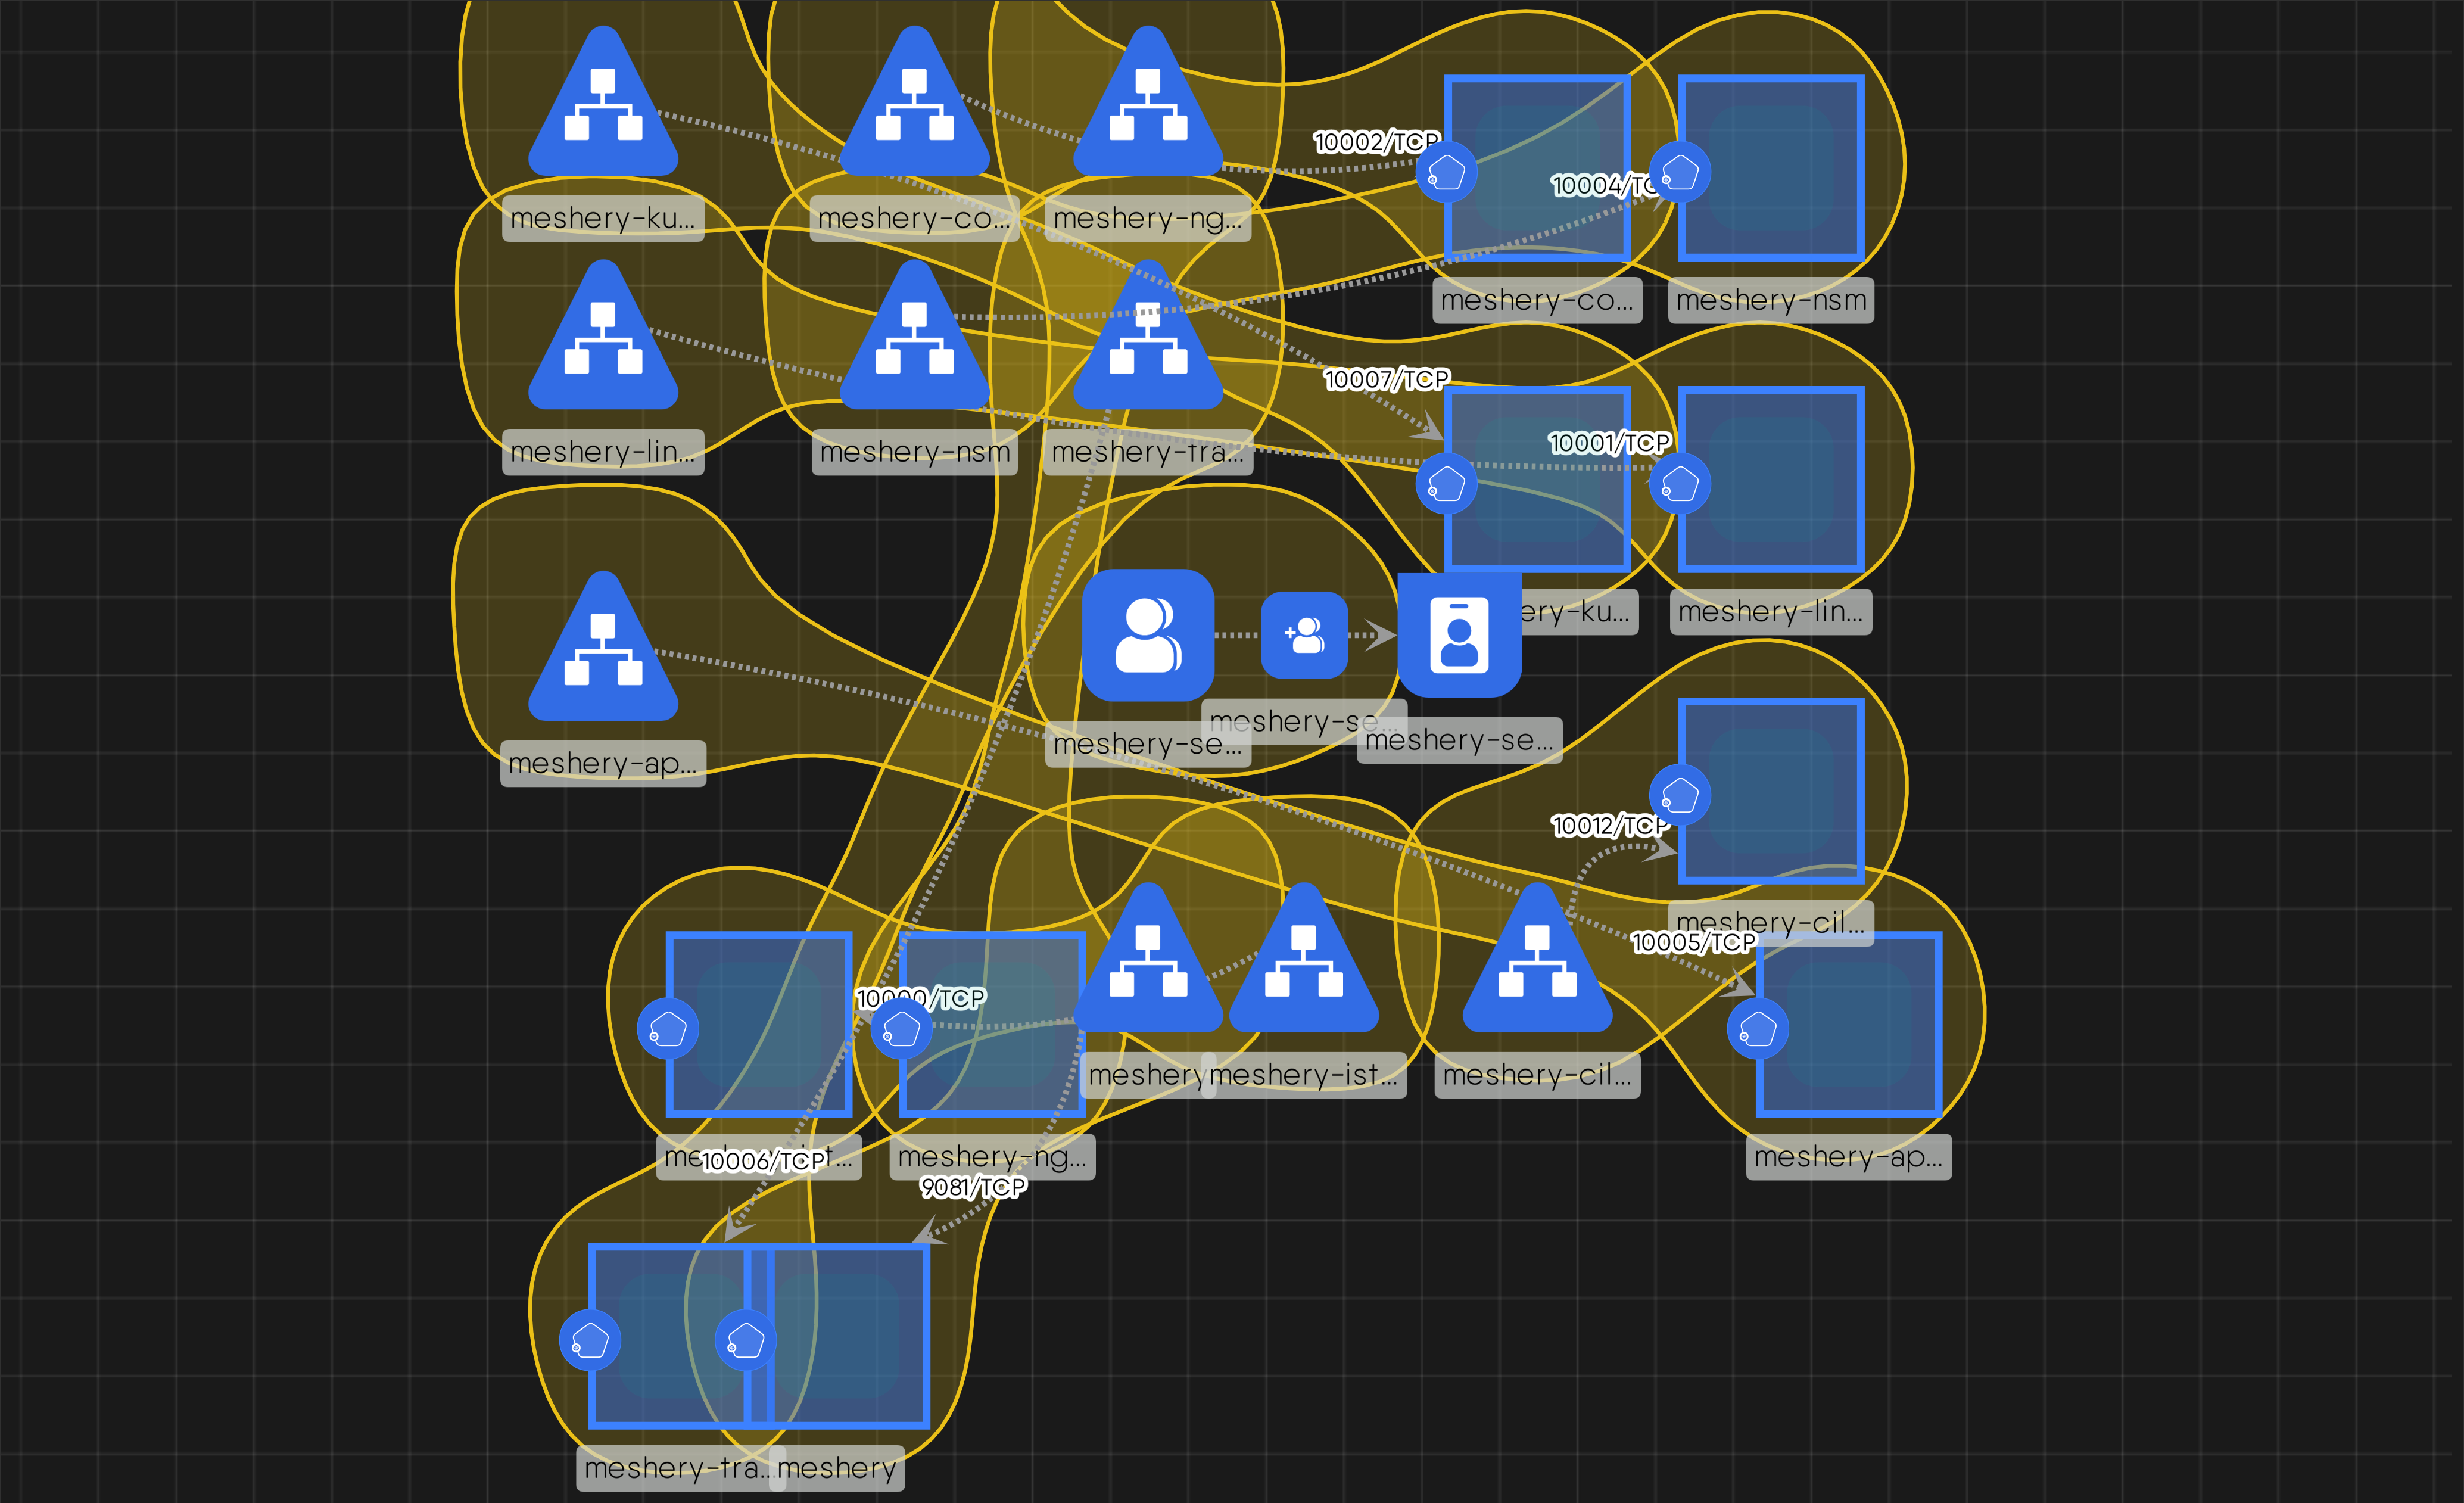 10002/TCP
10004/TC
meshery-ku...
meshery-co...
meshery-ng...
meshery-co...
meshery-nsm
10007/TCP
10001/TCP
meshery-lin...
meshery-nsm
meshery-tra...
ery-ku...
meshery-lin...
meshery-se...
meshery-se...
meshery-se...
meshery-ap...
10012/TCP
meshery-cil...
10005/TCP
10000/TCP
meshery
meshery-ist...
meshery-cil...
meshery-ng...
meshery-ap...
10006/TCP
9081/TCP
meshery-tra...
meshery